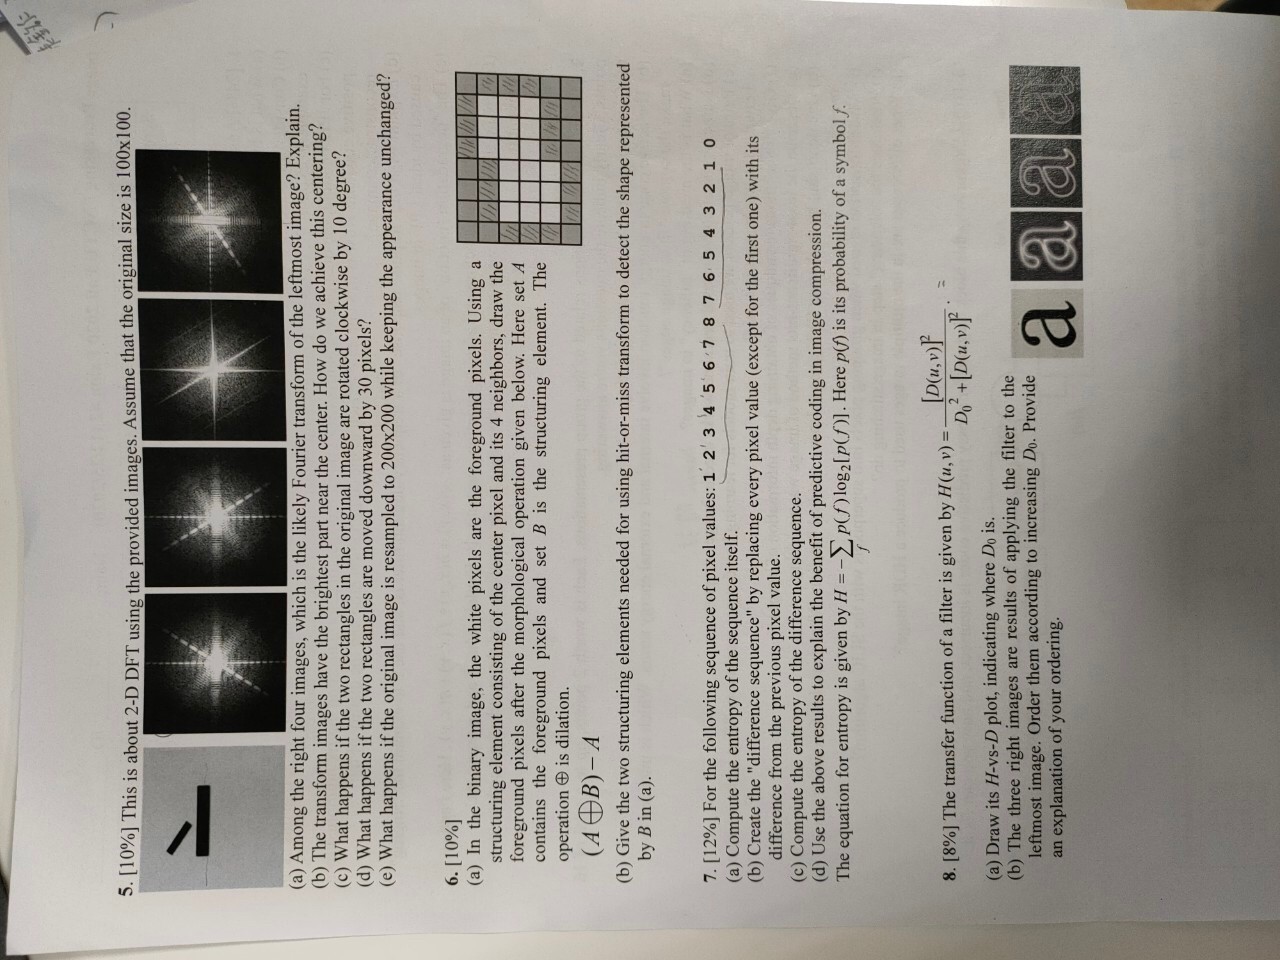 5. [10%] This is about 2-D DFT using the provided images. Assume that the original size is 100x100.
(a) Among the right four images, which is the likely Fourier transform of the leftmost image? Explain.
(b) The transform images have the brightest part near the center. How do we achieve this centering?
(c) What happens if the two rectangles in the original image are rotated clockwise by 10 degree?
(d) What happens if the two rectangles are moved downward by 30 pixels?
(e) What happens if the original image is resampled to 200x200 while keeping the appearance unchanged?
6. [10%]
(a) In the binary image, the white pixels are the foreground pixels. Using a
structuring element consisting of the center pixel and its 4 neighbors, draw the
foreground pixels after the morphological operation given below. Here set A
contains the foreground pixels and set B is the structuring element. The
operation ⊕ is dilation.
(A ⊕ B) – A
(b) Give the two structuring elements needed for using hit-or-miss transform to detect the shape represented
by B in (a).
7. [12%] For the following sequence of pixel values: 1 2 3 4 5 6 7 8 7 6 5 4 3 2 1 0
(a) Compute the entropy of the sequence itself.
(b) Create the "difference sequence" by replacing every pixel value (except for the first one) with its
difference from the previous pixel value.
(c) Compute the entropy of the difference sequence.
(d) Use the above results to explain the benefit of predictive coding in image compression.
The equation for entropy is given by H = −∑f p(f) log₂[p(f)]. Here p(f) is its probability of a symbol f.
8. [8%] The transfer function of a filter is given by H(u,v) = [D(u,v)]² / D₀² + [D(u,v)]² . =
(a) Draw its H-vs-D plot, indicating where D₀ is.
(b) The three right images are results of applying the filter to the
leftmost image. Order them according to increasing D₀. Provide
an explanation of your ordering.
a a a a